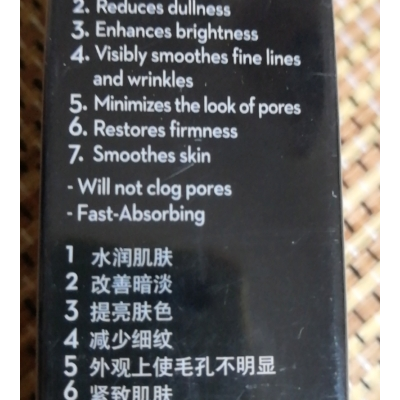 2. Reduces dullness
3. Enhances brightness
4. Visibly smoothes fine lines
and wrinkles
5. Minimizes the look of pores
6. Restores firmness
7. Smoothes skin
- Will not clog pores
- Fast-Absorbing
1 水润肌肤
2 改善暗淡
3 提亮肤色
4 减少细纹
5 外观上使毛孔不明显
6 紧致肌肤